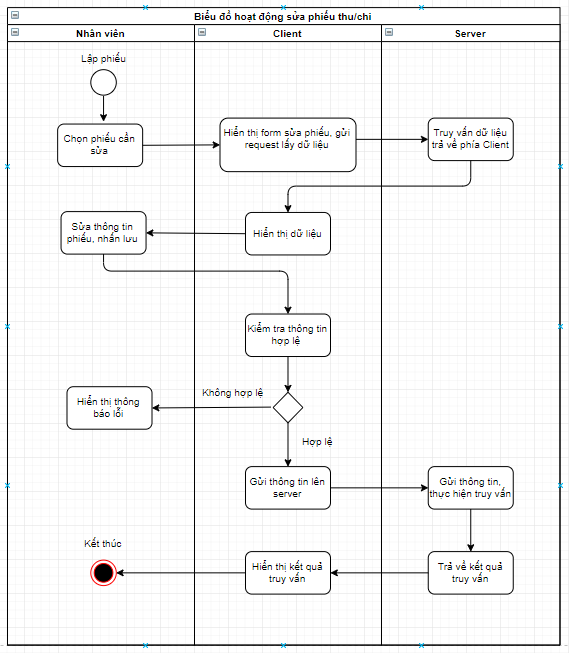 Biểu đồ hoạt động sửa phiếu thu/chi
Nhân viên
Client
Server
Lập phiếu
Chọn phiếu cần
sửa
Hiển thị form sửa phiếu, gửi
request lấy dữ liệu
Truy vấn dữ liệu
trả về phía Client
Sửa thông tin
phiếu, nhấn lưu
Hiển thị dữ liệu
Kiểm tra thông tin
hợp lệ
Không hợp lệ
Hiển thị thông
báo lỗi
Hợp lệ
Gửi thông tin lên
server
Gửi thông tin,
thực hiện truy vấn
Kết thúc
Hiển thị kết quả
truy vấn
Trả về kết quả
truy vấn